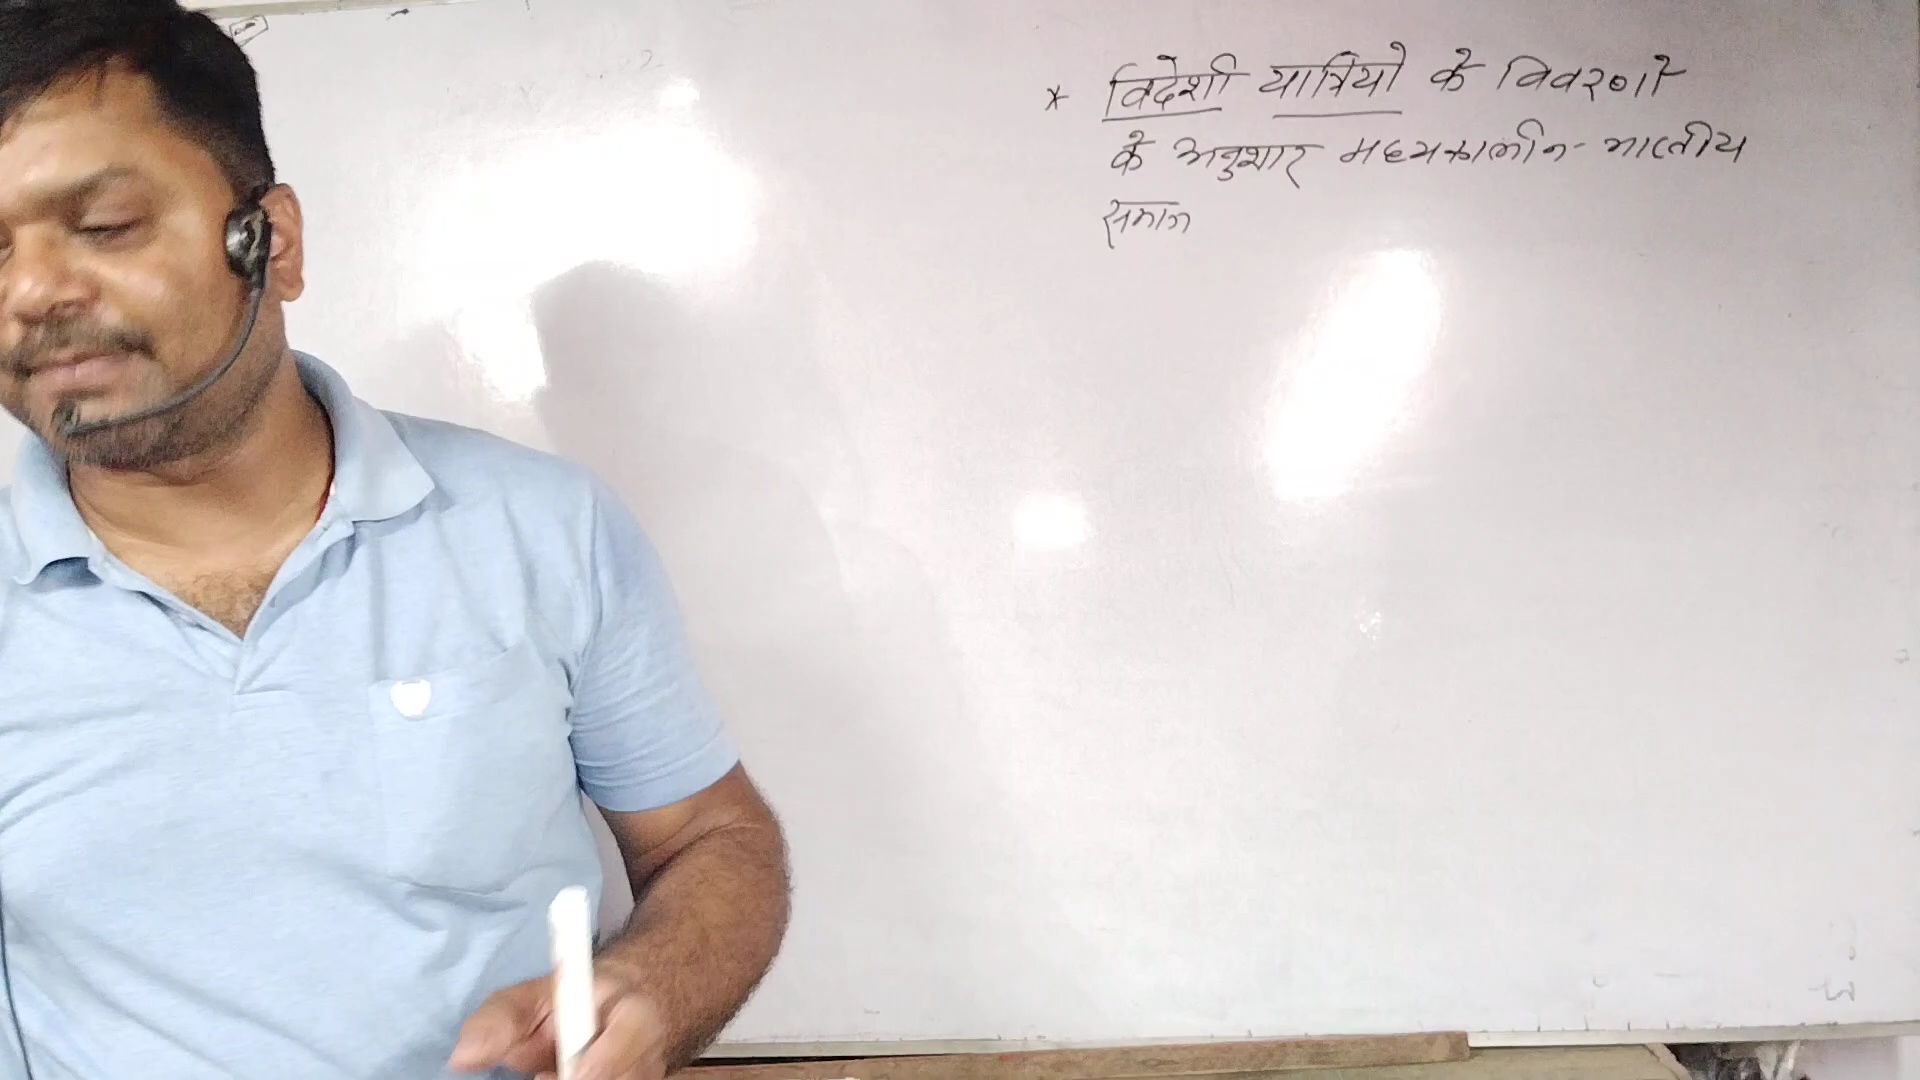 * विदेशी यात्रियों के विवरणों
के अनुशार मध्यकालीन- भारतीय
समाज